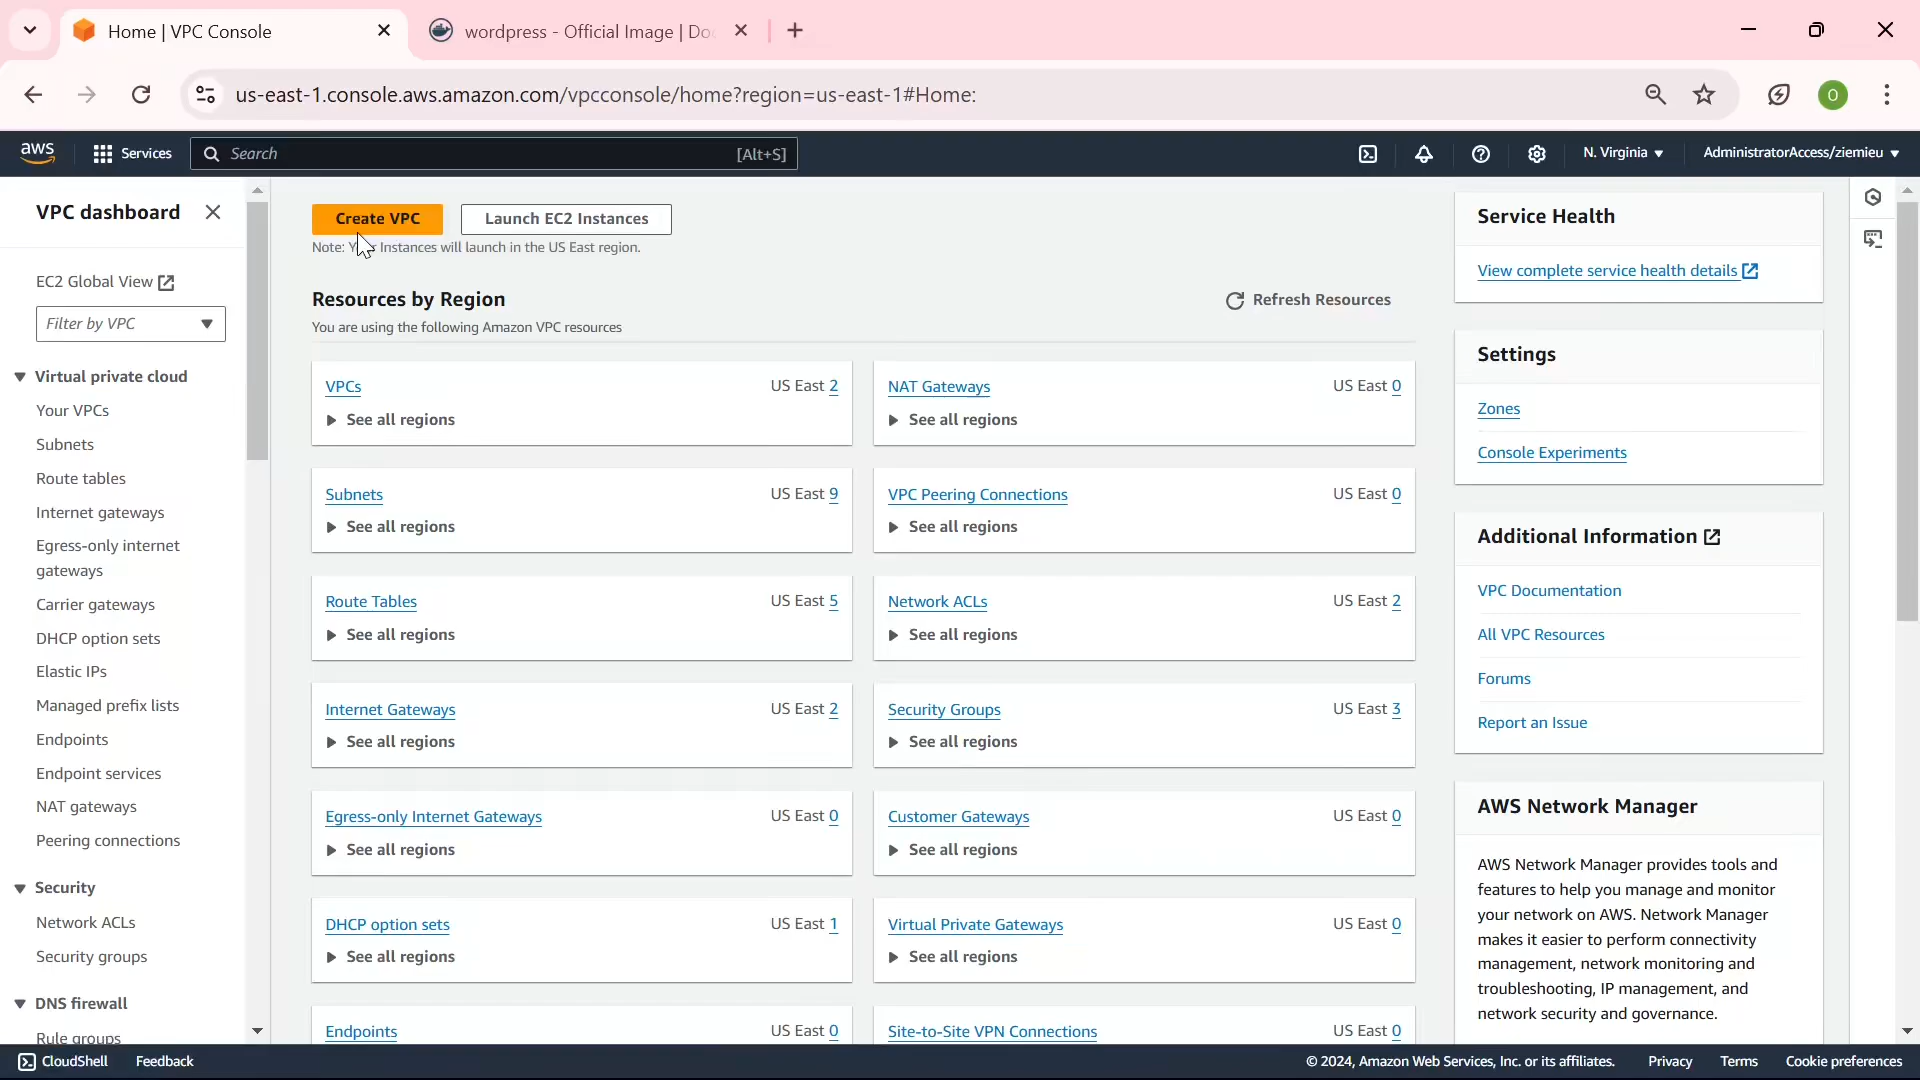 Home | VPC Console
wordpress - Official Image | Do
us-east-1.console.aws.amazon.com/vpcconsole/home?region=us-east-1#Home:
O
aws
Services
Search
[Alt+S]
N. Virginia
AdministratorAccess/ziemieu
VPC dashboard
EC2 Global View
Filter by VPC
Virtual private cloud
Your VPCs
Subnets
Route tables
Internet gateways
Egress-only internet
gateways
Carrier gateways
DHCP option sets
Elastic IPs
Managed prefix lists
Endpoints
Endpoint services
NAT gateways
Peering connections
Security
Network ACLs
Security groups
DNS firewall
Rule groups
Create VPC
Launch EC2 Instances
Note: Your Instances will launch in the US East region.
Resources by Region
Refresh Resources
You are using the following Amazon VPC resources
VPCs
US East 2
See all regions
NAT Gateways
US East 0
See all regions
Subnets
US East 9
See all regions
VPC Peering Connections
US East 0
See all regions
Route Tables
US East 5
See all regions
Network ACLs
US East 2
See all regions
Internet Gateways
US East 2
See all regions
Security Groups
US East 3
See all regions
Egress-only Internet Gateways
US East 0
See all regions
Customer Gateways
US East 0
See all regions
DHCP option sets
US East 1
See all regions
Virtual Private Gateways
US East 0
See all regions
Endpoints
US East 0
Site-to-Site VPN Connections
US East 0
Service Health
View complete service health details
Settings
Zones
Console Experiments
Additional Information
VPC Documentation
All VPC Resources
Forums
Report an Issue
AWS Network Manager
AWS Network Manager provides tools and
features to help you manage and monitor
your network on AWS. Network Manager
makes it easier to perform connectivity
management, network monitoring and
troubleshooting, IP management, and
network security and governance.
CloudShell
Feedback
© 2024, Amazon Web Services, Inc. or its affiliates.
Privacy
Terms
Cookie preferences